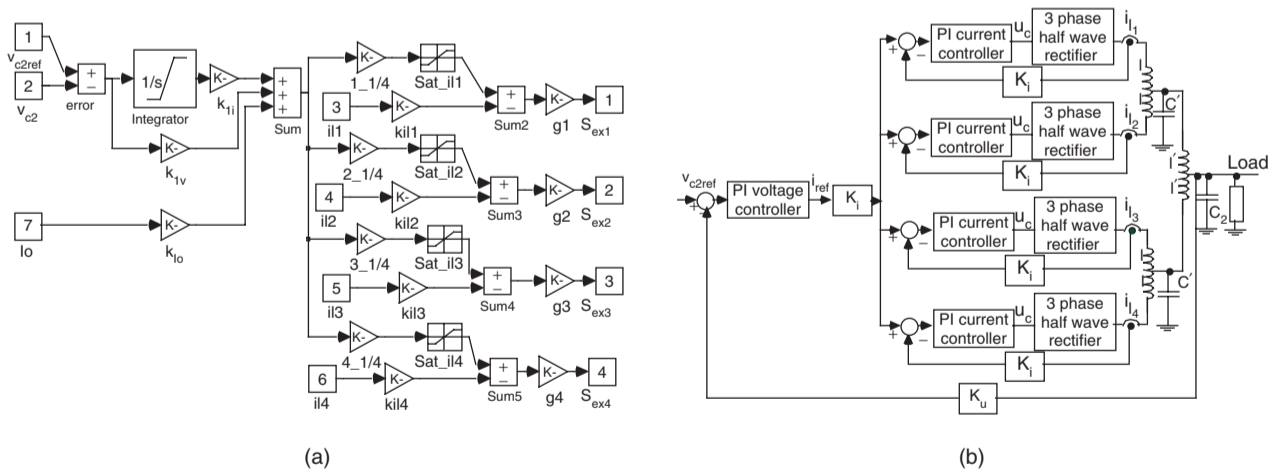 1
v_c2ref
2
v_c2
+
−
error
1/s
Integrator
K-
k_1i
K-
k_1v
7
Io
K-
k_Io
+
+
+
Sum
K-
1_1/4
Sat_il1
3
il1
K-
kil1
+
−
Sum2
K-
g1
1
S_ex1
K-
2_1/4
Sat_il2
4
il2
K-
kil2
+
−
Sum3
K-
g2
2
S_ex2
K-
3_1/4
Sat_il3
5
il3
K-
kil3
+
−
Sum4
K-
g3
3
S_ex3
K-
4_1/4
Sat_il4
6
il4
K-
kil4
+
−
Sum5
K-
g4
4
S_ex4
(a)
v_c2ref
+
−
PI voltage
controller
i_ref
K_i
+
−
PI current
controller
u_c
3 phase
half wave
rectifier
i_l1
K_i
+
−
PI current
controller
u_c
3 phase
half wave
rectifier
i_l2
K_i
+
−
PI current
controller
u_c
3 phase
half wave
rectifier
i_l3
K_i
+
−
PI current
controller
u_c
3 phase
half wave
rectifier
i_l4
K_i
l
l
C'
l
l
C'
l'
l'
C_2
Load
K_u
(b)